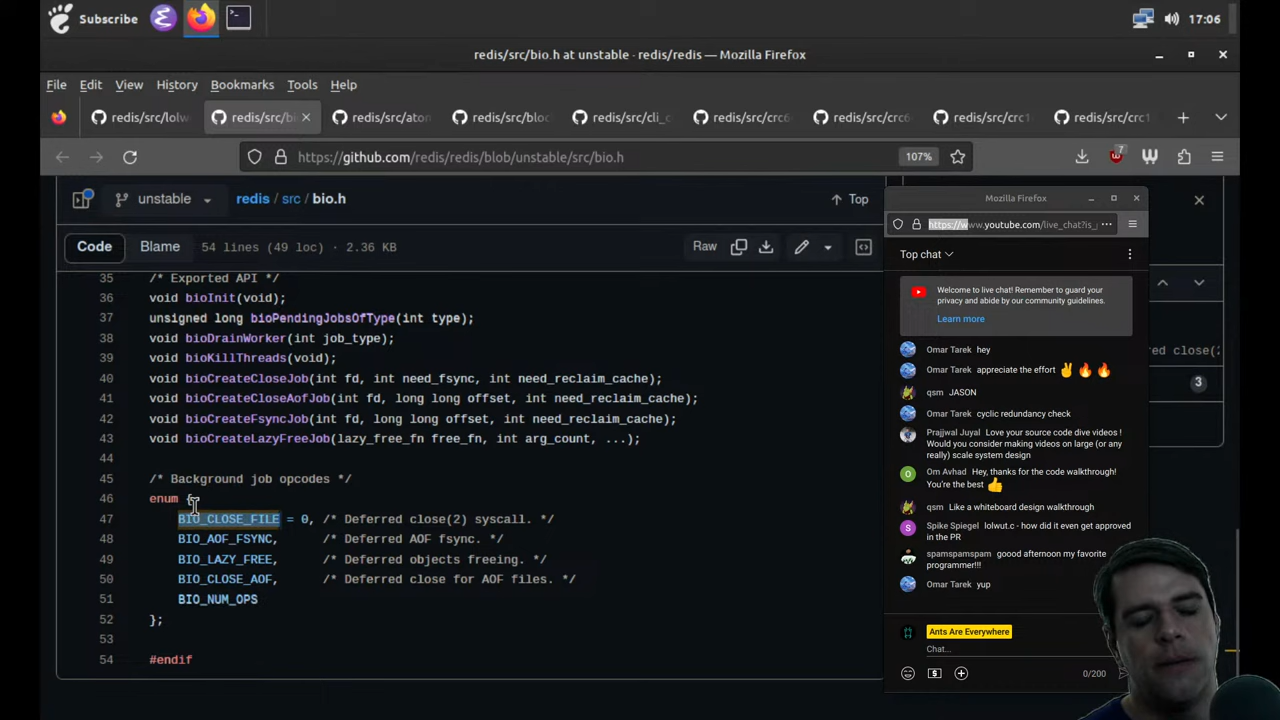 Subscribe
17:06
redis/src/bio.h at unstable · redis/redis — Mozilla Firefox
File Edit View History Bookmarks Tools Help
redis/src/lolw
redis/src/bi
redis/src/aton
redis/src/bloc
redis/src/cli_c
redis/src/crc6
redis/src/crc6
redis/src/crc1
redis/src/crc1
https://github.com/redis/redis/blob/unstable/src/bio.h
107%
7
unstable
redis / src / bio.h
Top
Code Blame 54 lines (49 loc) · 2.36 KB
Raw
35 /* Exported API */
36 void bioInit(void);
37 unsigned long bioPendingJobsOfType(int type);
38 void bioDrainWorker(int job_type);
39 void bioKillThreads(void);
40 void bioCreateCloseJob(int fd, int need_fsync, int need_reclaim_cache);
41 void bioCreateCloseAofJob(int fd, long long offset, int need_reclaim_cache);
42 void bioCreateFsyncJob(int fd, long long offset, int need_reclaim_cache);
43 void bioCreateLazyFreeJob(lazy_free_fn free_fn, int arg_count, ...);
44
45 /* Background job opcodes */
46 enum {
47 BIO_CLOSE_FILE = 0, /* Deferred close(2) syscall. */
48 BIO_AOF_FSYNC, /* Deferred AOF fsync. */
49 BIO_LAZY_FREE, /* Deferred objects freeing. */
50 BIO_CLOSE_AOF, /* Deferred close for AOF files. */
51 BIO_NUM_OPS
52 };
53
54 #endif
Mozilla Firefox
https://www.youtube.com/live_chat?is_
Top chat
Welcome to live chat! Remember to guard your
privacy and abide by our community guidelines.
Learn more
Omar Tarek hey
Omar Tarek appreciate the effort ✌️🔥🔥
qsm JASON
Omar Tarek cyclic redundancy check
Prajjwal Juyal Love your source code dive videos !
Would you consider making videos on large (or any
really) scale system design
Om Avhad Hey, thanks for the code walkthrough!
You're the best 👍
qsm Like a whiteboard design walkthrough
Spike Spiegel lolwut.c - how did it even get approved
in the PR
spamspamspam goood afternoon my favorite
programmer!!!
Omar Tarek yup
Ants Are Everywhere
Chat...
0/200
red close(2
3